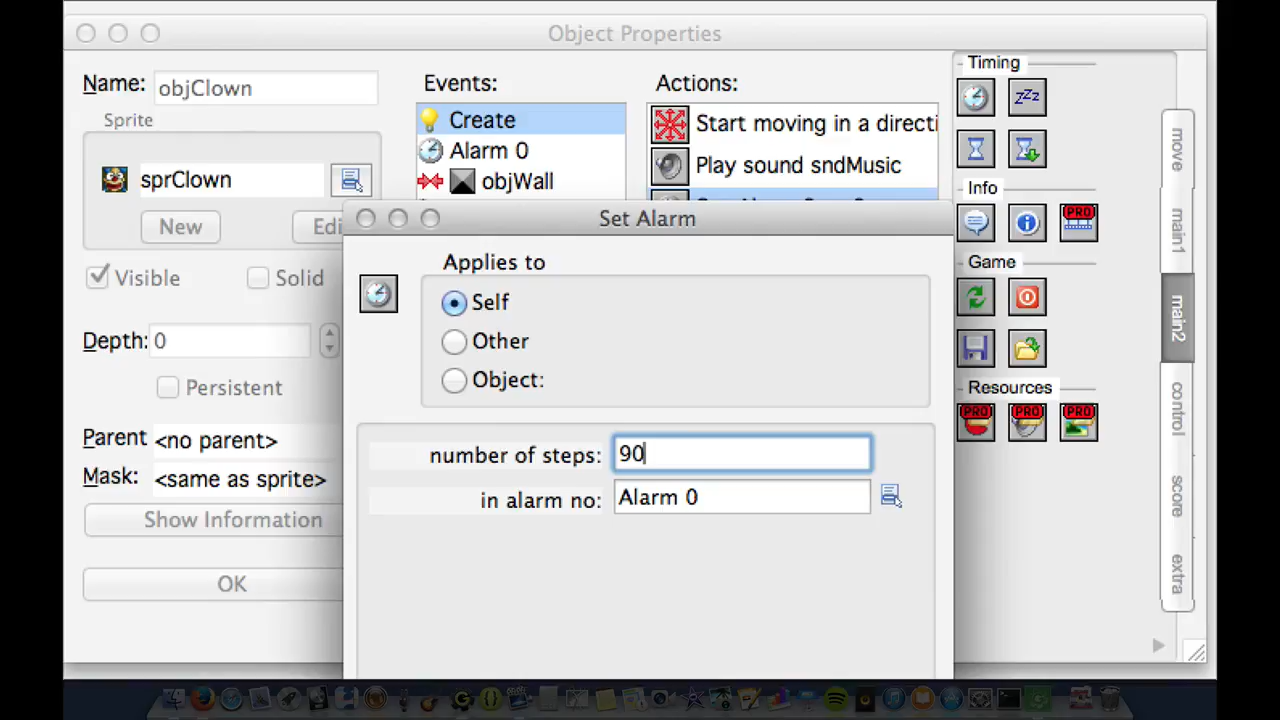 Object Properties
Name:
objClown
Events:
Actions:
Timing
Sprite
Create
Start moving in a directi
zzz
Alarm 0
Play sound sndMusic
move
sprClown
objWall
Info
New
Edi
Set Alarm
PRO
main1
Applies to
Game
Visible
Solid
Self
main2
Depth:
0
Other
Persistent
Object:
Resources
PRO
PRO
PRO
control
Parent
<no parent>
number of steps:
90
Mask:
<same as sprite>
in alarm no:
Alarm 0
score
Show Information
OK
extra